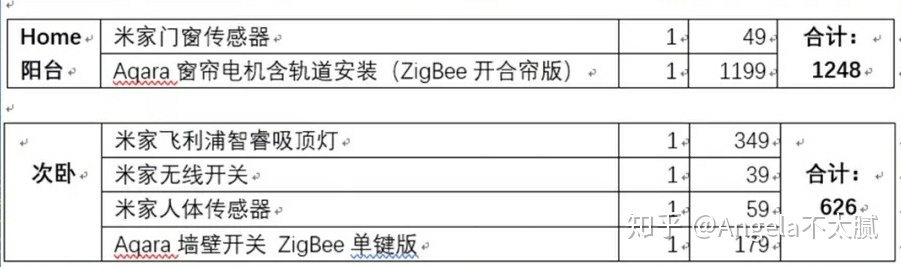 Home 米家门窗传感器 1 49 合计：
阳台 Aqara 窗帘电机含轨道安装（ZigBee 开合帘版） 1 1199 1248
米家飞利浦智睿吸顶灯 1 349
次卧 米家无线开关 1 39 合计：
米家人体传感器 1 59 626
Aqara 墙壁开关 ZigBee 单键版 1 179
知乎 @Angela不太腻